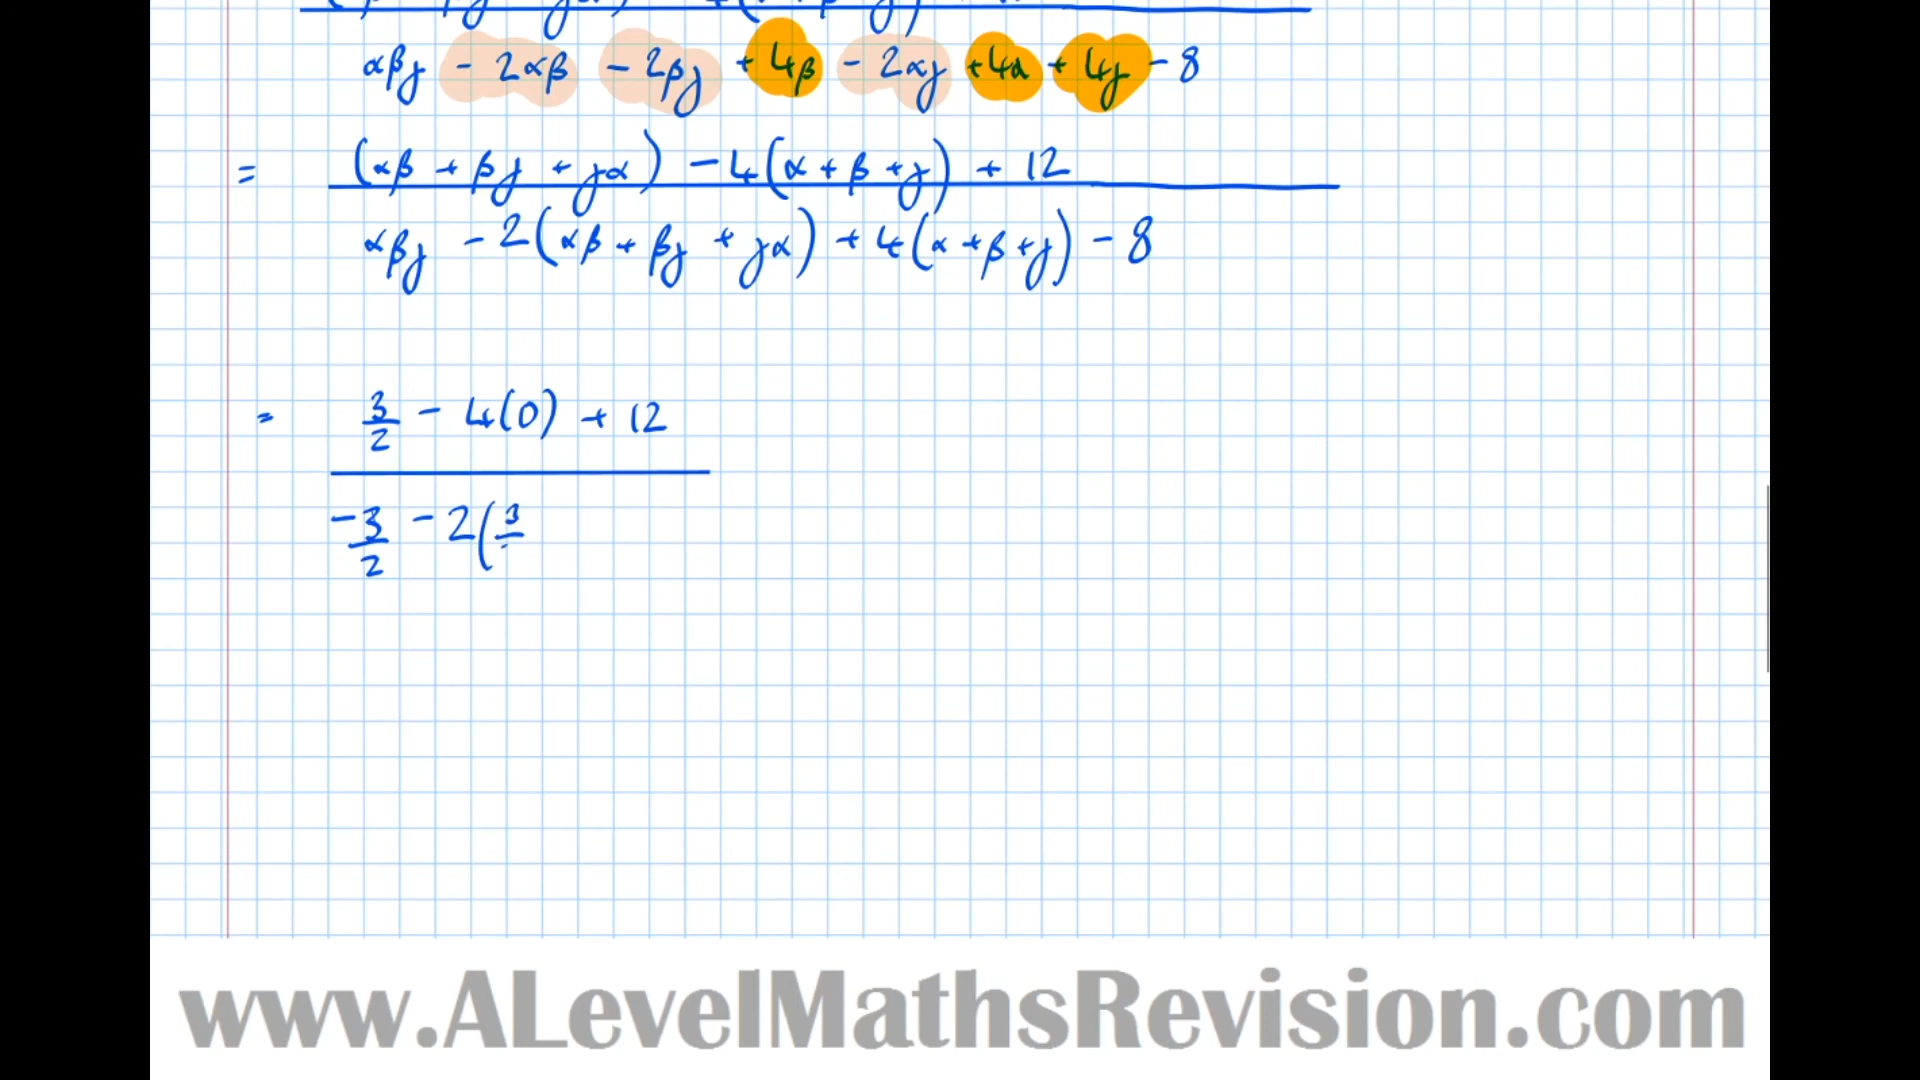 αβγ - 2αβ - 2βγ + 4β - 2αγ + 4α + 4γ - 8
= (αβ + βγ + γα) - 4(α + β + γ) + 12
αβγ - 2(αβ + βγ + γα) + 4(α + β + γ) - 8
= 3/2 - 4(0) + 12
-3/2 - 2(3
www.ALevelMathsRevision.com